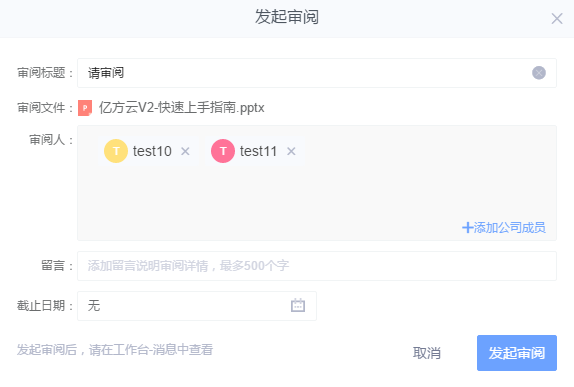 发起审阅
审阅标题： 请审阅
审阅文件： P 亿方云V2-快速上手指南.pptx
审阅人： T test10 × T test11 ×
+添加公司成员
留言： 添加留言说明审阅详情，最多500个字
截止日期： 无
发起审阅后，请在工作台-消息中查看 取消 发起审阅